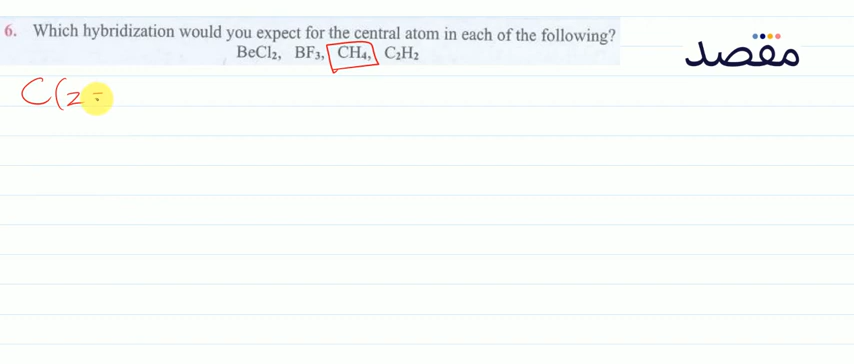 6. Which hybridization would you expect for the central atom in each of the following?
BeCl₂, BF₃, CH₄, C₂H₂
مقصد
C(z =